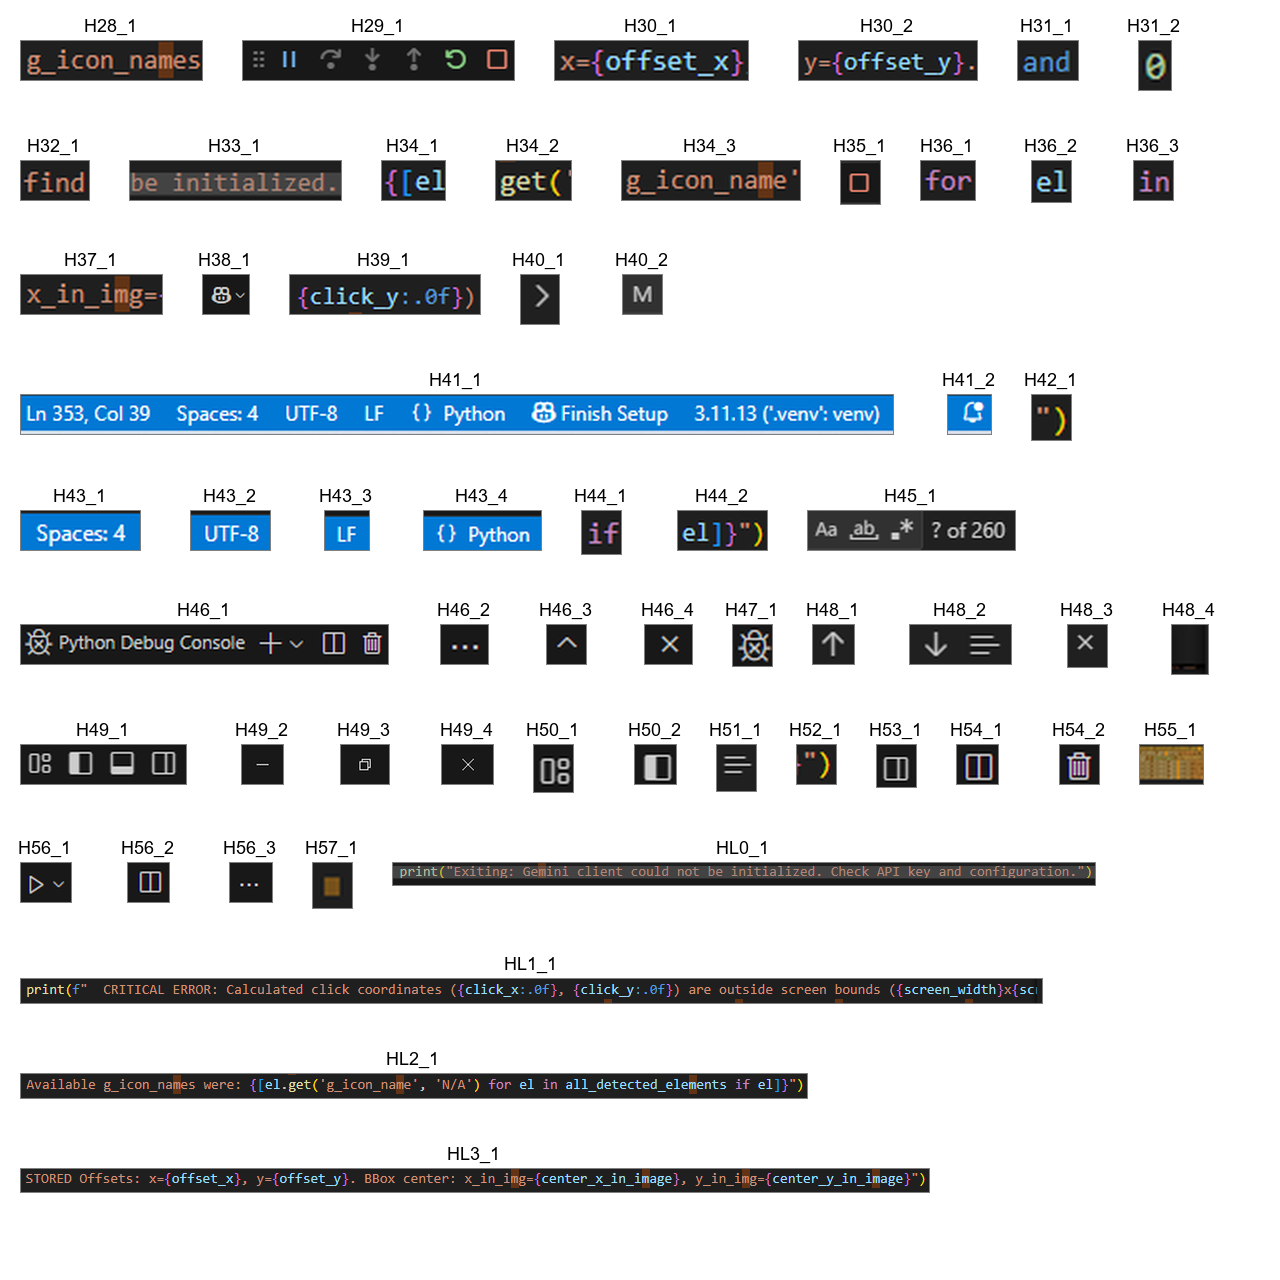 H28_1 H29_1 H30_1 H30_2 H31_1 H31_2
g_icon_names x={offset_x} y={offset_y}. and 0
H32_1 H33_1 H34_1 H34_2 H34_3 H35_1 H36_1 H36_2 H36_3
find be initialized. {[el get(' g_icon_name' for el in
H37_1 H38_1 H39_1 H40_1 H40_2
x_in_img= {click_y:.0f}) M
H41_1 H41_2 H42_1
Ln 353, Col 39 Spaces: 4 UTF-8 LF {} Python Finish Setup 3.11.13 ('.venv': venv) ")
H43_1 H43_2 H43_3 H43_4 H44_1 H44_2 H45_1
Spaces: 4 UTF-8 LF {} Python if el]}") Aa ab .* ? of 260
H46_1 H46_2 H46_3 H46_4 H47_1 H48_1 H48_2 H48_3 H48_4
Python Debug Console
H49_1 H49_2 H49_3 H49_4 H50_1 H50_2 H51_1 H52_1 H53_1 H54_1 H54_2 H55_1
")
H56_1 H56_2 H56_3 H57_1 HL0_1
print("Exiting: Gemini client could not be initialized. Check API key and configuration.")
HL1_1
print(f"  CRITICAL ERROR: Calculated click coordinates ({click_x:.0f}, {click_y:.0f}) are outside screen bounds ({screen_width}x{scr
HL2_1
Available g_icon_names were: {[el.get('g_icon_name', 'N/A') for el in all_detected_elements if el]}")
HL3_1
STORED Offsets: x={offset_x}, y={offset_y}. BBox center: x_in_img={center_x_in_image}, y_in_img={center_y_in_image}")